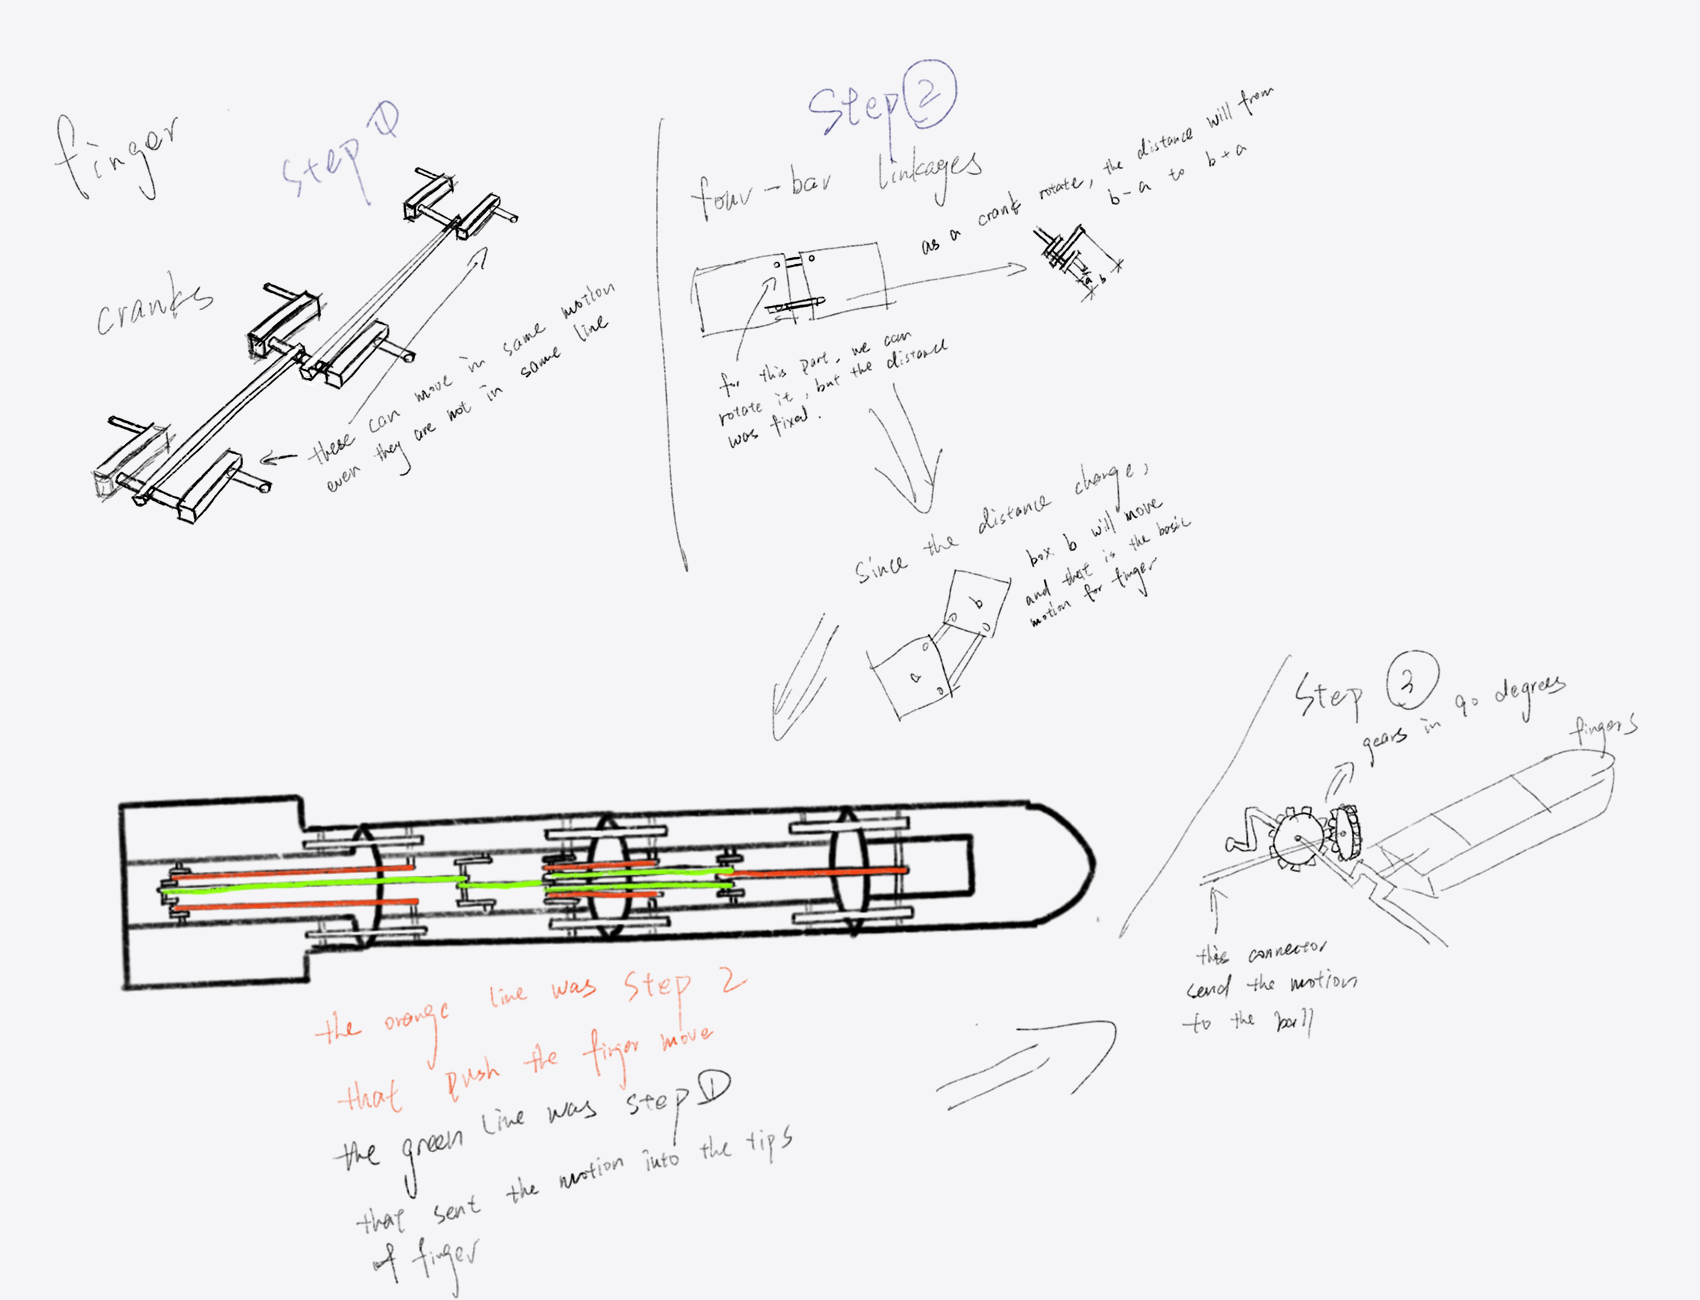 finger
Step ①
cranks
these can move in same motion
even they are not in same line
Step ②
four-bar linkages
as a crank rotate, the distance will from
b-a to b+a
a
b
for this part, we can
rotate it, but the distance
was fixed.
Since the distance change,
box b will move
and that is the basic
motion for finger
b
a
the orange line was Step 2
that push the finger move
the green line was step ①
that sent the motion into the tips
of finger
Step ③
gears in 90 degrees
fingers
this connector
send the motion
to the ball